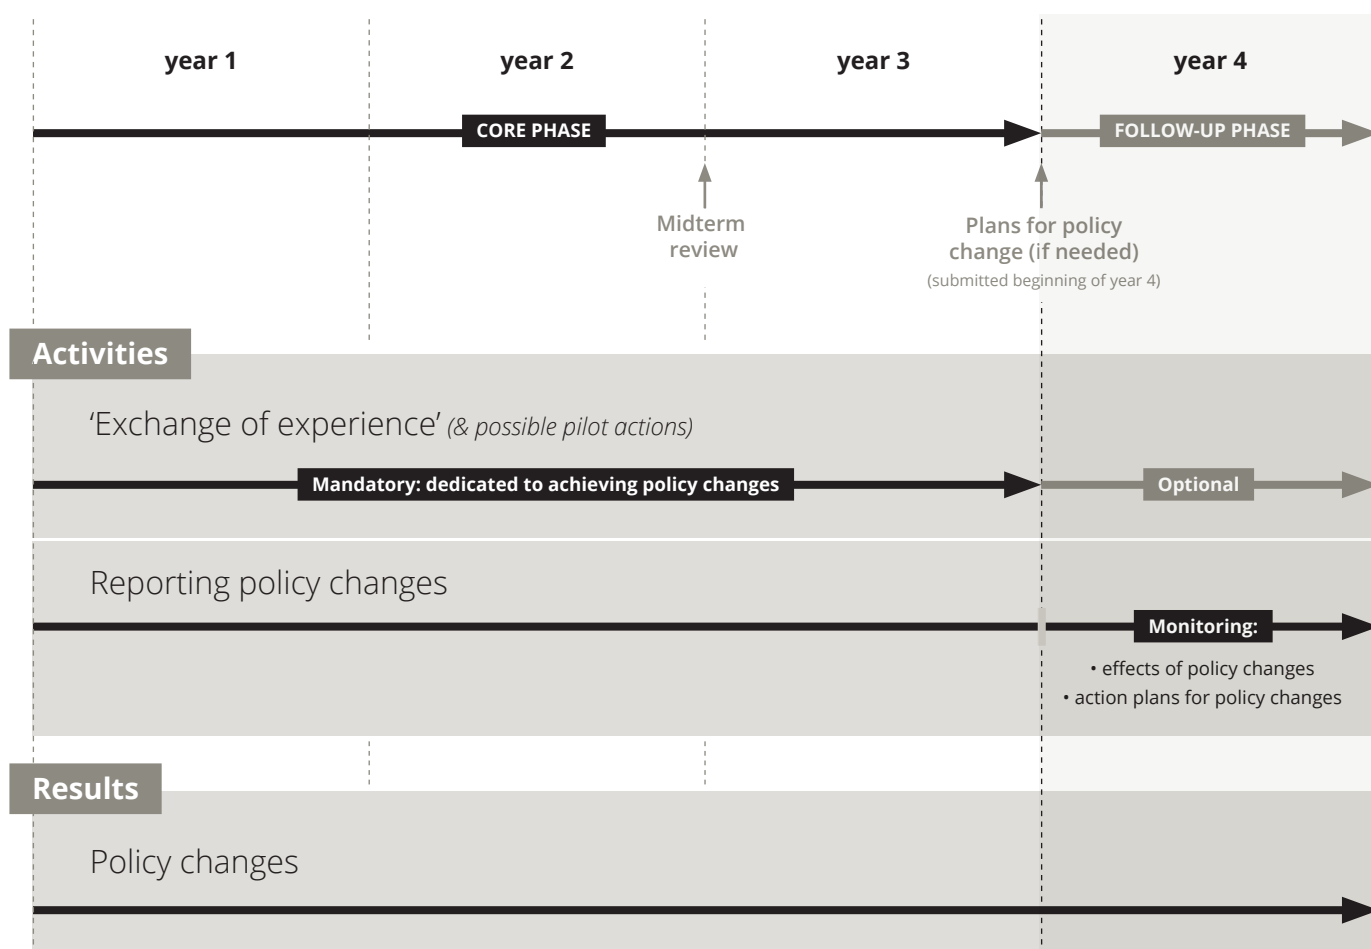 year 1
year 2
year 3
year 4
CORE PHASE
FOLLOW-UP PHASE
Midterm
review
Plans for policy
change (if needed)
(submitted beginning of year 4)
Activities
‘Exchange of experience’ (& possible pilot actions)
Mandatory: dedicated to achieving policy changes
Optional
Reporting policy changes
Monitoring:
• effects of policy changes
• action plans for policy changes
Results
Policy changes